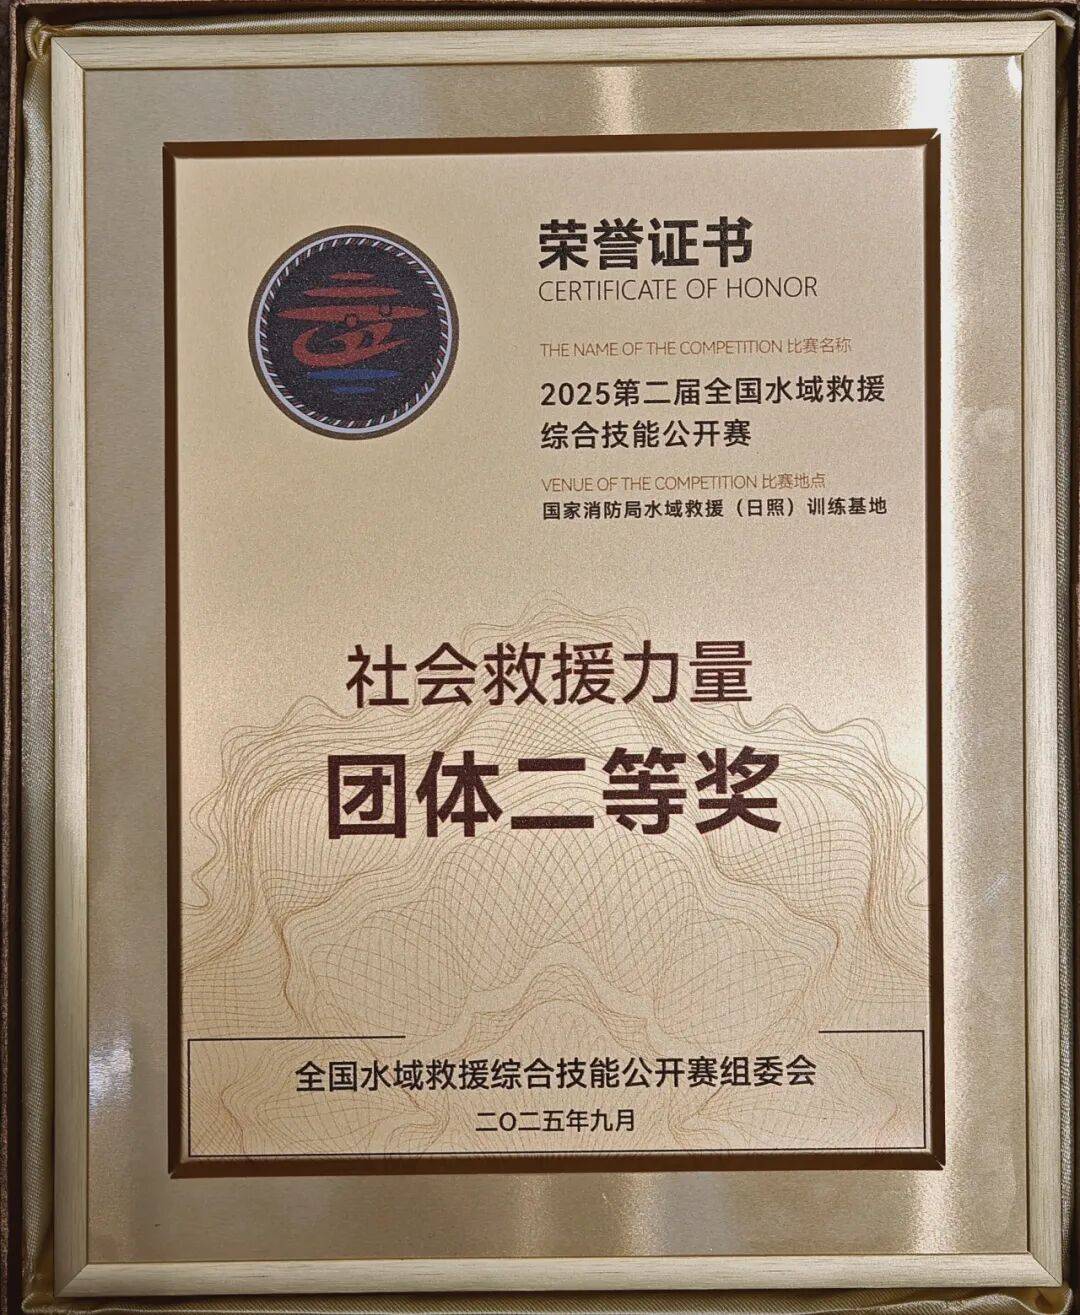 荣誉证书
CERTIFICATE OF HONOR
THE NAME OF THE COMPETITION 比赛名称
2025第二届全国水域救援
综合技能公开赛
VENUE OF THE COMPETITION 比赛地点
国家消防局水域救援（日照）训练基地
社会救援力量
团体二等奖
全国水域救援综合技能公开赛组委会
二〇二五年九月